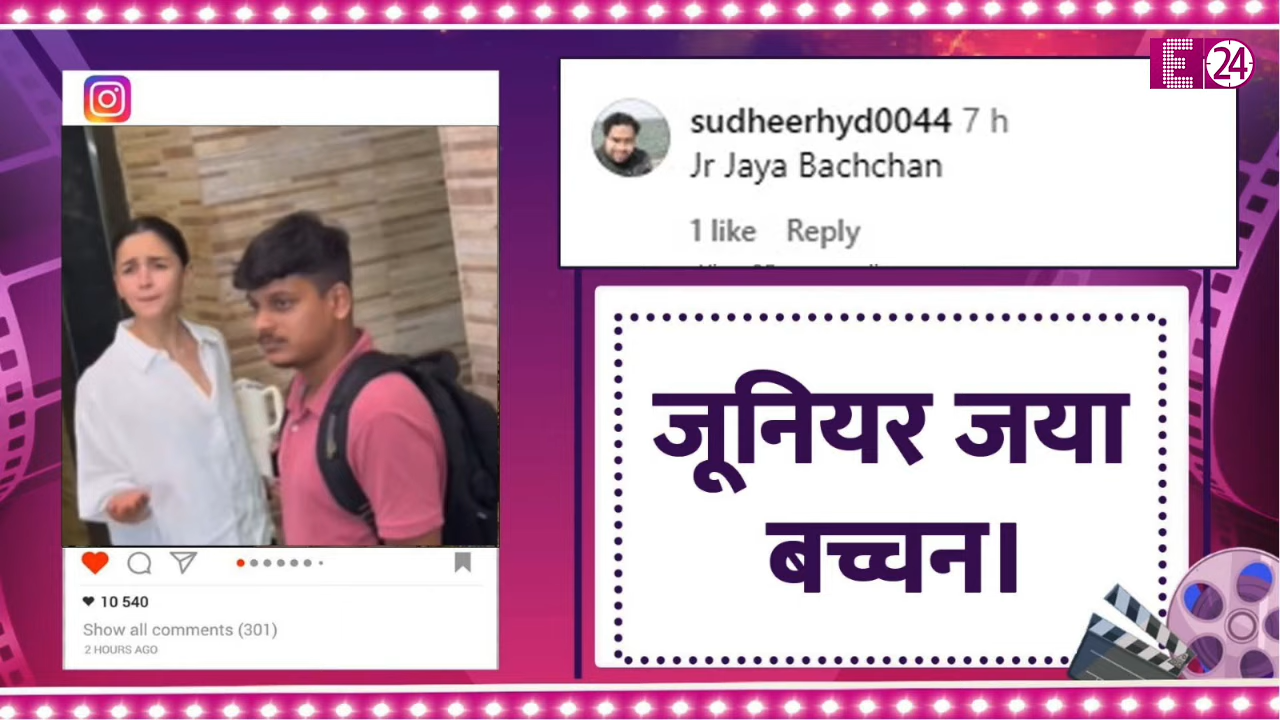 E 24
sudheerhyd0044 7 h
Jr Jaya Bachchan
1 like Reply
जूनियर जया
बच्चन।
10 540
Show all comments (301)
2 HOURS AGO